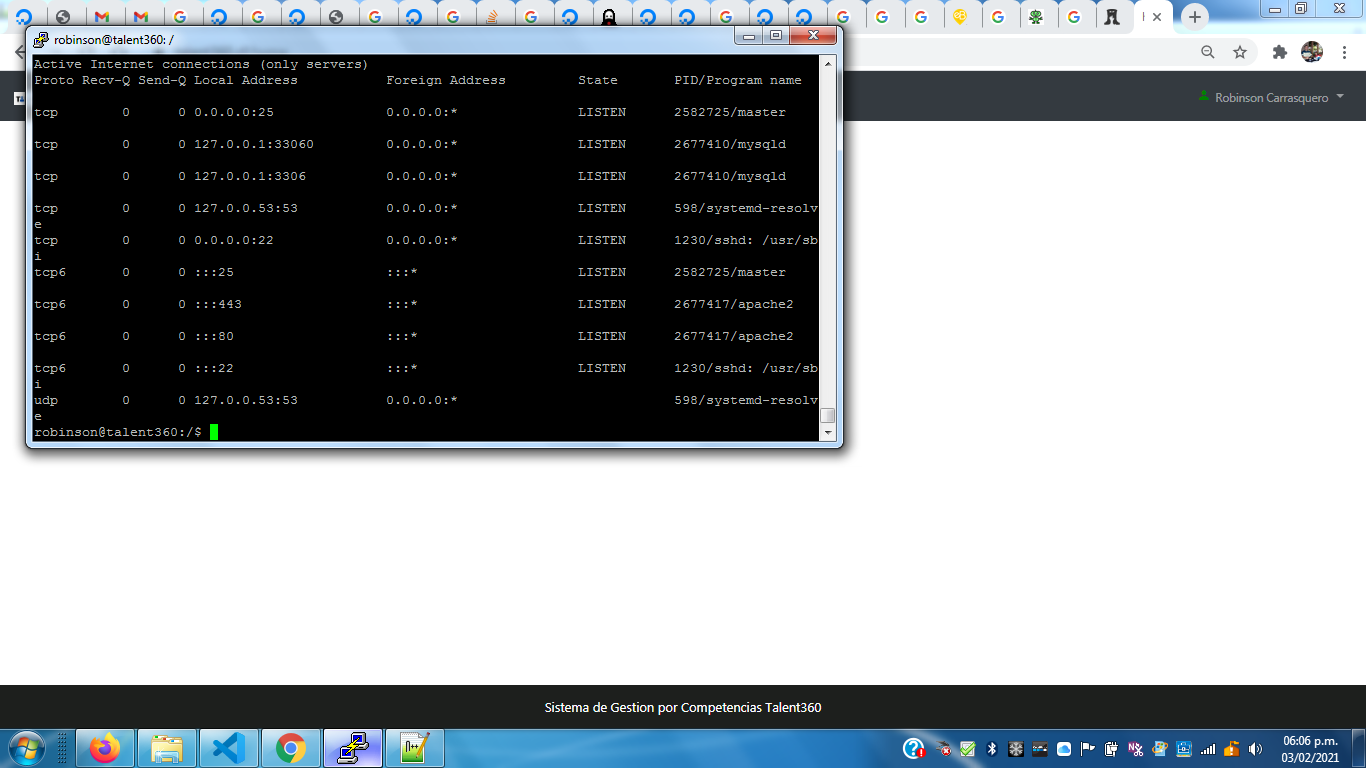 robinson@talent360: /
Active Internet connections (only servers)
Proto Recv-Q Send-Q Local Address Foreign Address State PID/Program name
tcp 0 0 0.0.0.0:25 0.0.0.0:* LISTEN 2582725/master
tcp 0 0 127.0.0.1:33060 0.0.0.0:* LISTEN 2677410/mysqld
tcp 0 0 127.0.0.1:3306 0.0.0.0:* LISTEN 2677410/mysqld
tcp 0 0 127.0.0.53:53 0.0.0.0:* LISTEN 598/systemd-resolv
e
tcp 0 0 0.0.0.0:22 0.0.0.0:* LISTEN 1230/sshd: /usr/sb
i
tcp6 0 0 :::25 :::* LISTEN 2582725/master
tcp6 0 0 :::443 :::* LISTEN 2677417/apache2
tcp6 0 0 :::80 :::* LISTEN 2677417/apache2
tcp6 0 0 :::22 :::* LISTEN 1230/sshd: /usr/sb
i
udp 0 0 127.0.0.53:53 0.0.0.0:* 598/systemd-resolv
e
robinson@talent360:/$
Robinson Carrasquero
Sistema de Gestion por Competencias Talent360
06:06 p.m.
03/02/2021